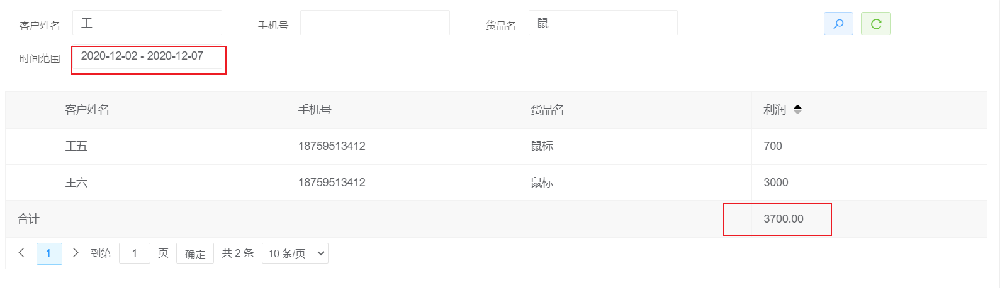 客户姓名 王 手机号 货品名 鼠
时间范围 2020-12-02 - 2020-12-07
客户姓名 手机号 货品名 利润
王五 18759513412 鼠标 700
王六 18759513412 鼠标 3000
合计 3700.00
1 到第 1 页 确定 共 2 条 10 条/页